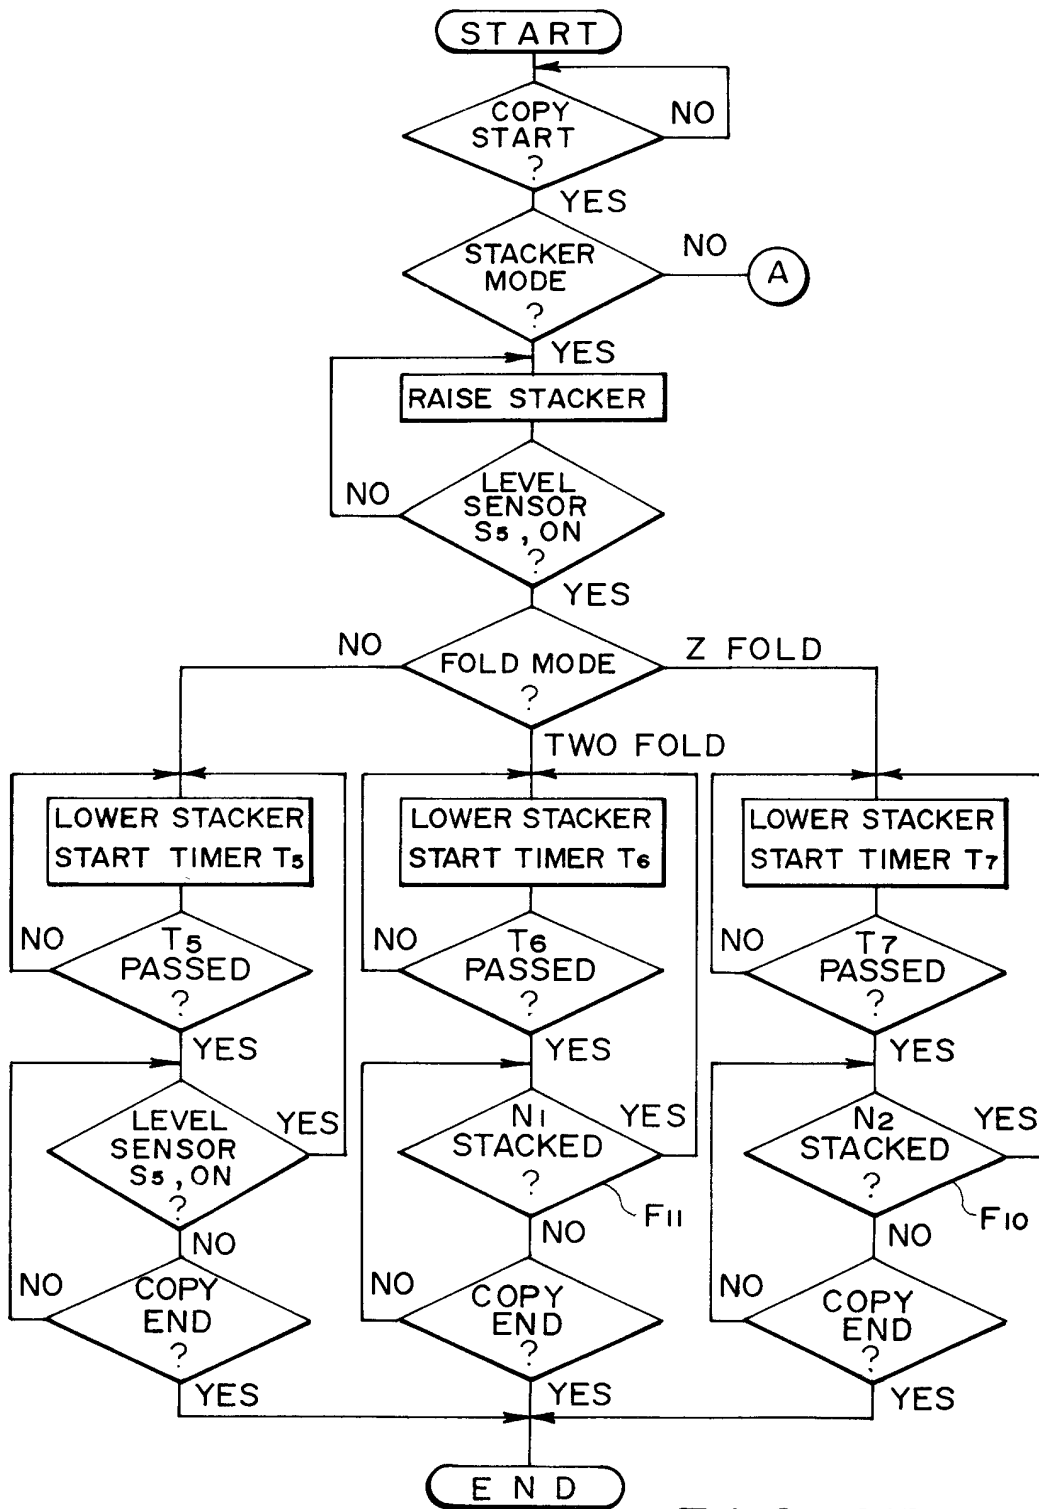 START
COPY
START
?
NO
YES
STACKER
MODE
?
NO
A
YES
RAISE STACKER
LEVEL
SENSOR
S5, ON
?
NO
YES
FOLD MODE
?
NO
Z FOLD
TWO FOLD
LOWER STACKER
START TIMER T5
T5
PASSED
?
NO
YES
LEVEL
SENSOR
S5, ON
?
YES
NO
COPY
END
?
NO
YES
LOWER STACKER
START TIMER T6
T6
PASSED
?
NO
YES
N1
STACKED
?
YES
F11
NO
COPY
END
?
NO
YES
LOWER STACKER
START TIMER T7
T7
PASSED
?
NO
YES
N2
STACKED
?
YES
F10
NO
COPY
END
?
NO
YES
END